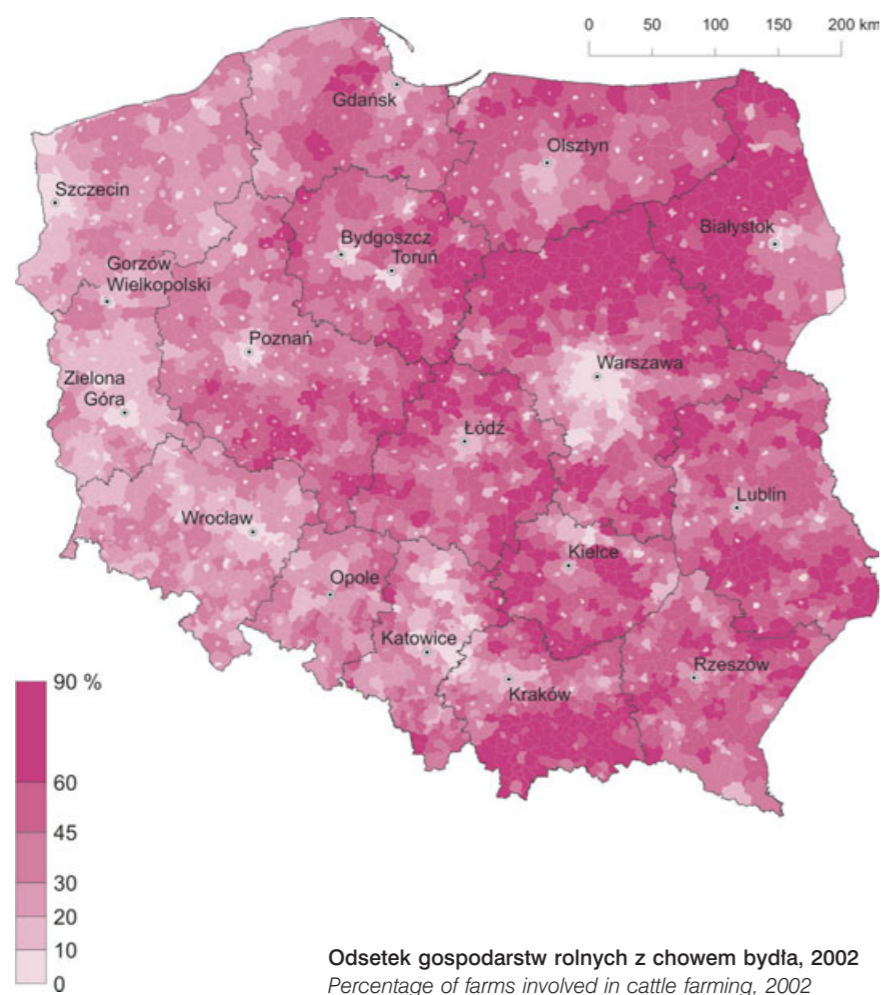 0 50 100 150 200 km
Gdańsk
Olsztyn
Szczecin
Białystok
Bydgoszcz
Toruń
Gorzów
Wielkopolski
Poznań
Warszawa
Zielona
Góra
Łódź
Lublin
Wrocław
Kielce
Opole
Katowice
Rzeszów
Kraków
90 %
60
45
30
20
10
0
Odsetek gospodarstw rolnych z chowem bydła, 2002
Percentage of farms involved in cattle farming, 2002